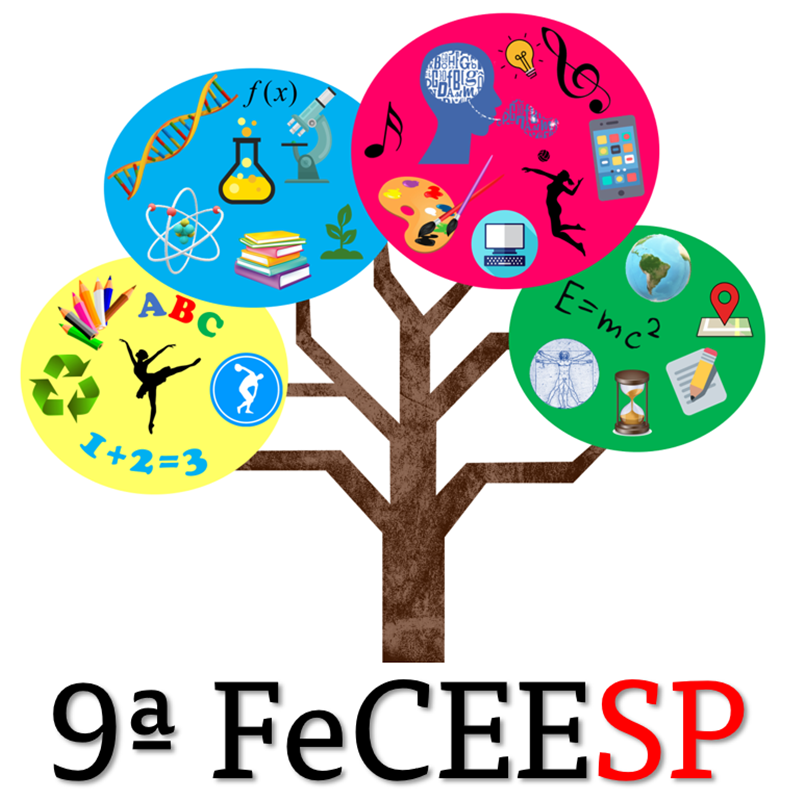 f(x)
ABC
1+2=3
E=mc²
9ª FeCEESP